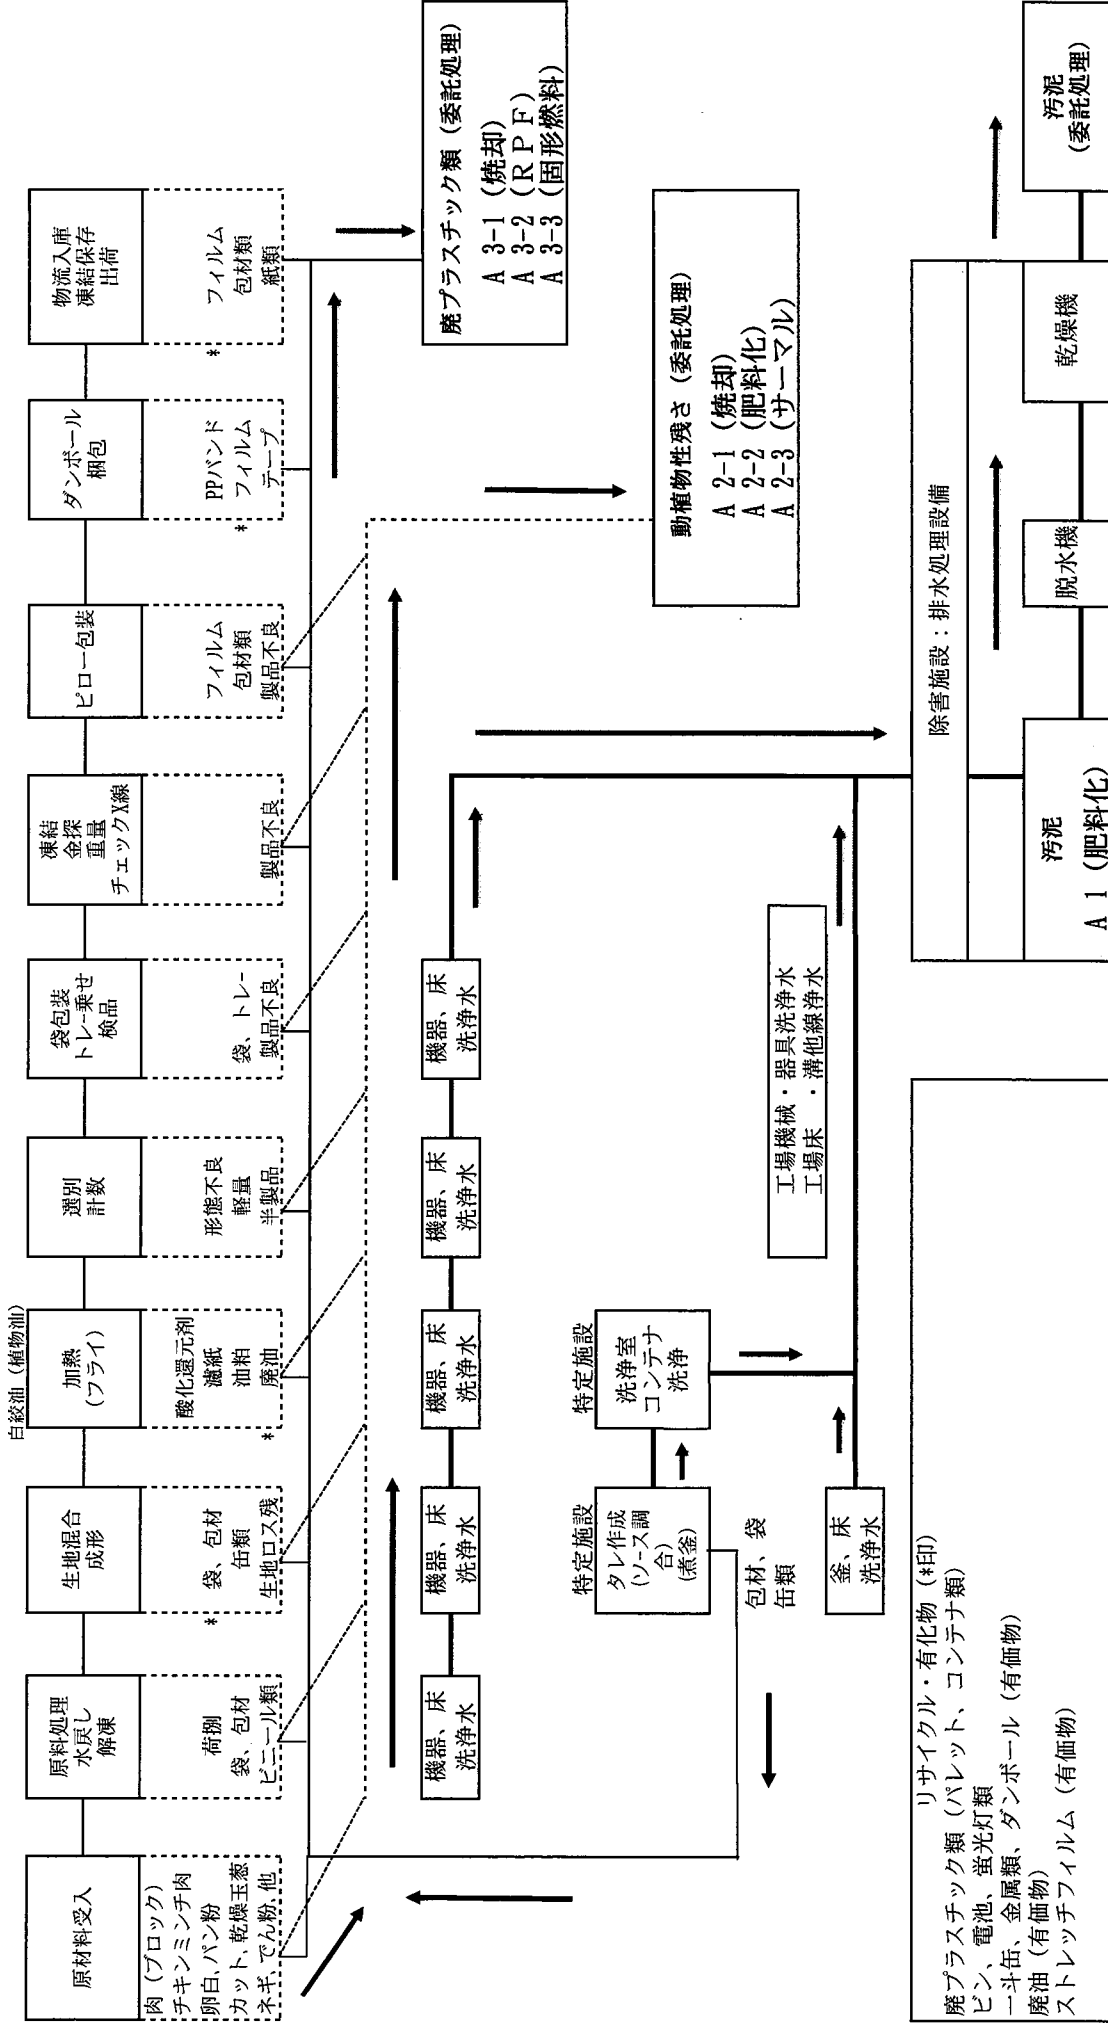 原材料受入
肉（ブロック）
チキンミンチ肉
卵白、パン粉
カット、乾燥玉葱
ネギ、でん粉、他
原料処理
水戻し
解凍
荷捌
袋、包材
ビニール類
生地混合
成形
*
袋、包材
缶類
生地ロス残
白絞油（植物油）
加熱
(フライ)
酸化還元剤
濾紙
油粕
*
廃油
選別
計数
形態不良
軽量
半製品
袋包装
トレー乗せ
検品
袋、トレー
製品不良
凍結
金探
重量
チェックX線
製品不良
ピロー包装
フィルム
包材類
製品不良
ダンボール
梱包
PPバンド
フィルム
*
テープ
物流入庫
凍結保存
出荷
フィルム
*
包材類
紙類
機器、床
洗浄水
機器、床
洗浄水
機器、床
洗浄水
機器、床
洗浄水
機器、床
洗浄水
廃プラスチック類（委託処理）
A 3-1（焼却）
A 3-2（RPF）
A 3-3（固形燃料）
動植物性残さ（委託処理）
A 2-1（焼却）
A 2-2（肥料化）
A 2-3（サーマル）
特定施設
タレ作成
(ソース調
合)
(煮釜)
包材、袋
缶類
特定施設
洗浄室
コンテナ
洗浄
釜、床
洗浄水
工場機械・器具洗浄水
工場床　・溝他線浄水
除害施設：排水処理設備
汚泥
A 1（肥料化）
脱水機
乾燥機
汚泥
(委託処理)
リサイクル・有化物（*印）
廃プラスチック類（パレット、コンテナ類）
ビン、電池、蛍光灯類
一斗缶、金属類、ダンボール（有価物）
廃油（有価物）
ストレッチフィルム（有価物）